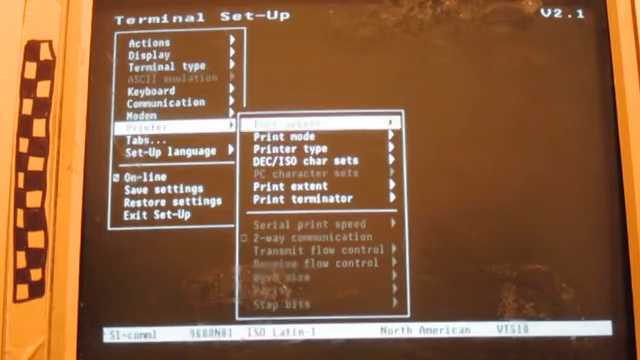 Terminal Set-Up V2.1
Actions
Display
Terminal type
ASCII emulation
Keyboard
Communication
Modem
Printer
Tabs...
Set-Up language
On-line
Save settings
Restore settings
Exit Set-Up
Print mode
Printer type
DEC/ISO char sets
PC character sets
Print extent
Print terminator
Serial print speed
2-way communication
Transmit flow control
Receive flow control
Word size
Parity
Stop bits
S1-comm1 9600N81 ISO Latin-1 North American VT510